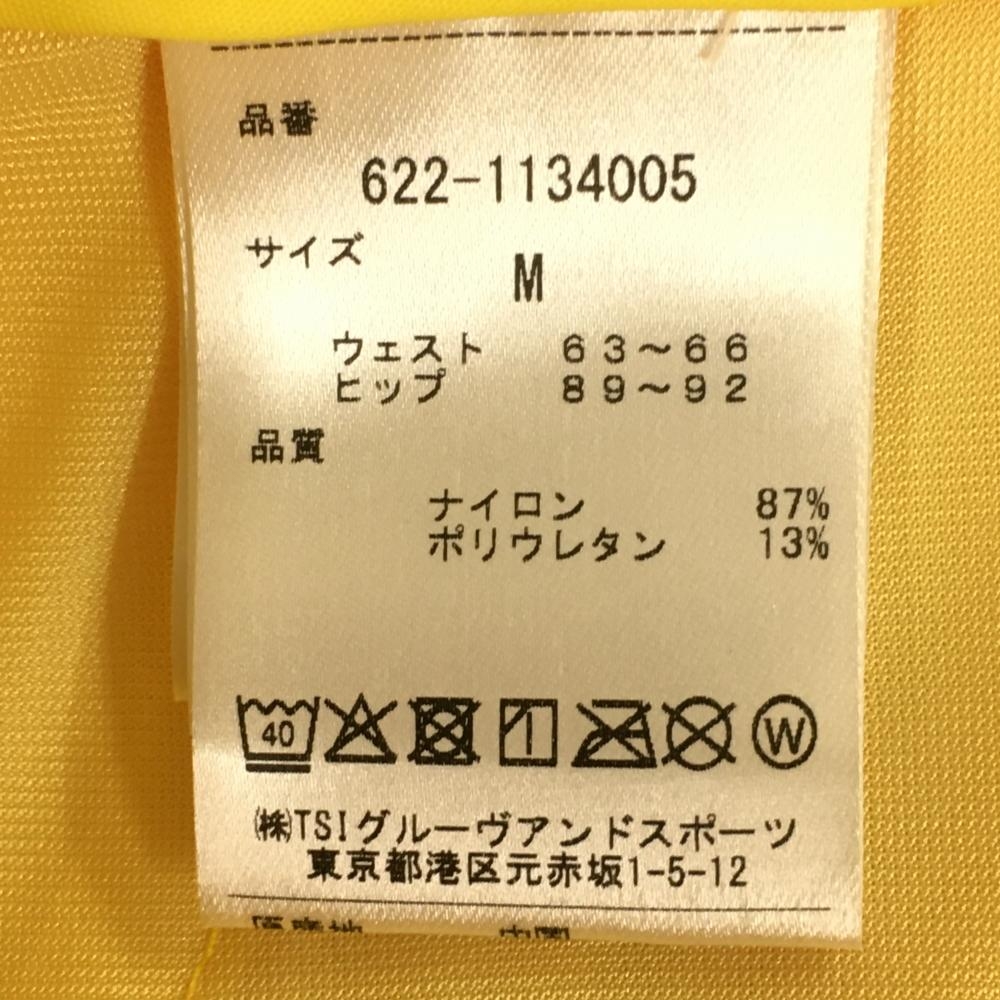 品番
622-1134005
サイズ
M
ウェスト 63〜66
ヒップ 89〜92
品質
ナイロン 87%
ポリウレタン 13%
40 W
㈱TSIグルーヴアンドスポーツ
東京都港区元赤坂1-5-12